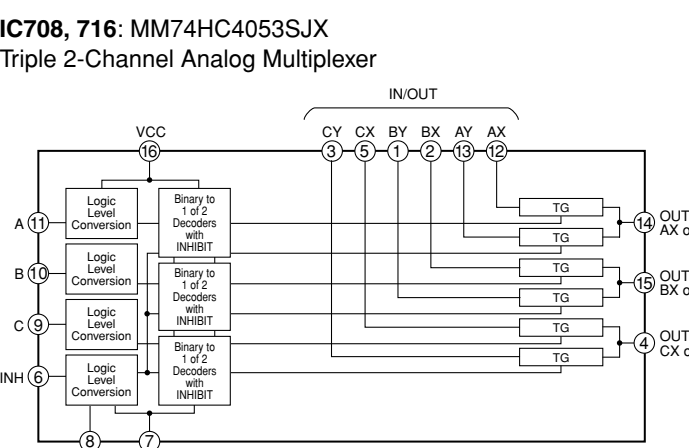 IC708, 716: MM74HC4053SJX
Triple 2-Channel Analog Multiplexer
IN/OUT
VCC CY CX BY BX AY AX
16 3 5 1 2 13 12
A 11
Logic
Level
Conversion
Binary to
1 of 2
Decoders
with
INHIBIT
TG
TG
14 OUT
AX
B 10
Logic
Level
Conversion
Binary to
1 of 2
Decoders
with
INHIBIT
TG
TG
15 OUT
BX
C 9
Logic
Level
Conversion
Binary to
1 of 2
Decoders
with
INHIBIT
TG
TG
4 OUT
CX
INH 6
Logic
Level
Conversion
8 7